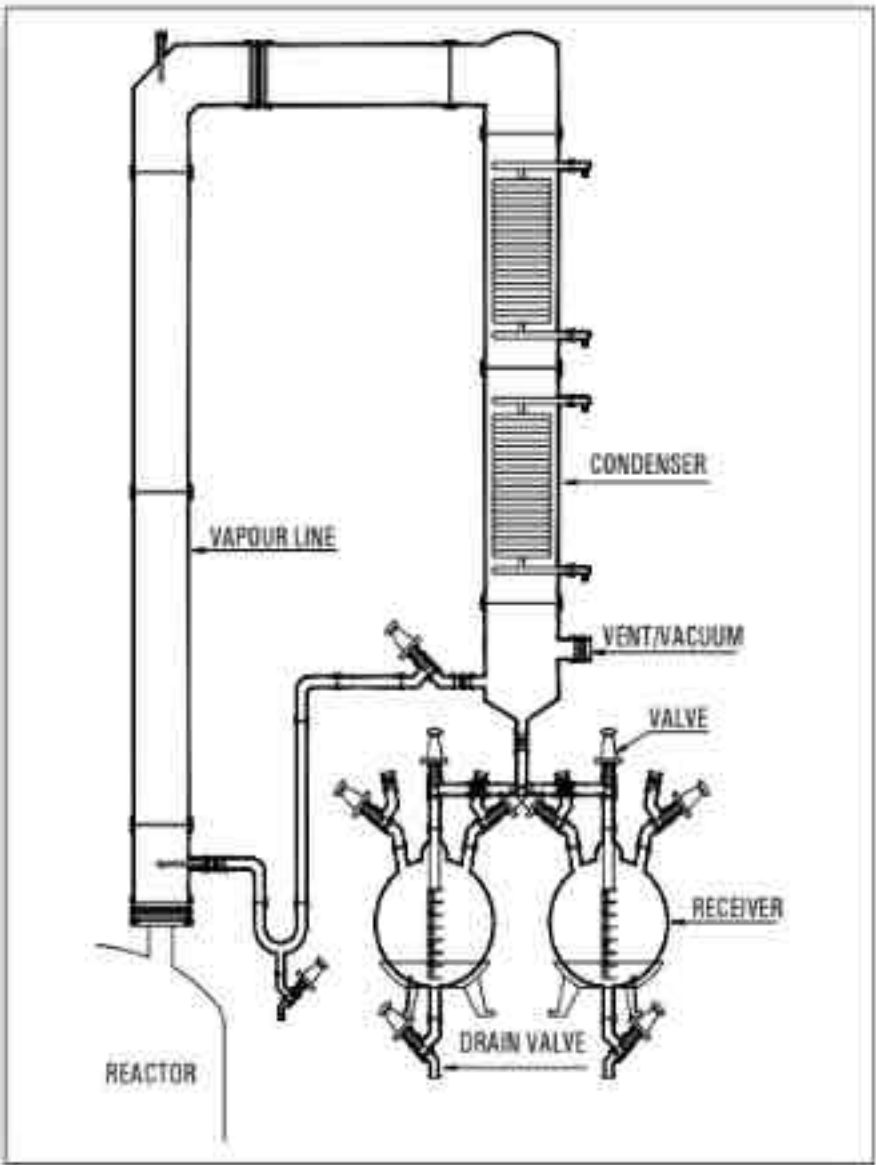 CONDENSER
VAPOUR LINE
VENT/VACUUM
VALVE
RECEIVER
DRAIN VALVE
REACTOR